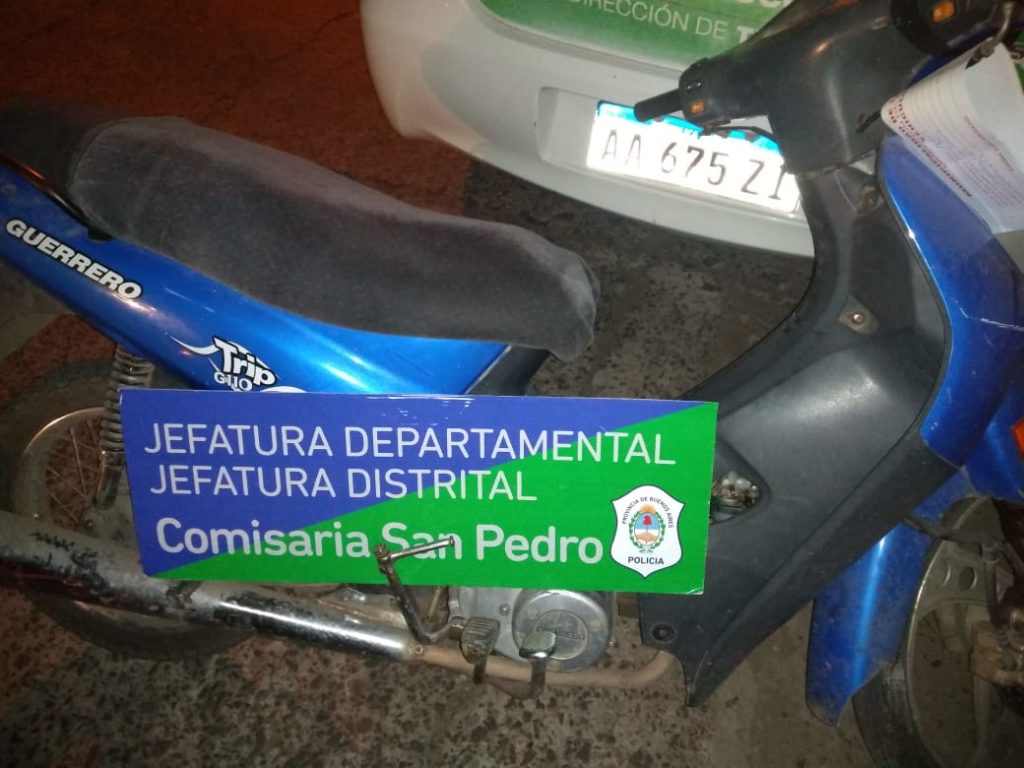 DIRECCIÓN DE
AA 675 ZI
GUERRERO
Trip
G110
JEFATURA DEPARTAMENTAL
JEFATURA DISTRITAL
Comisaria San Pedro
PROVINCIA DE BUENOS AIRES
POLICIA